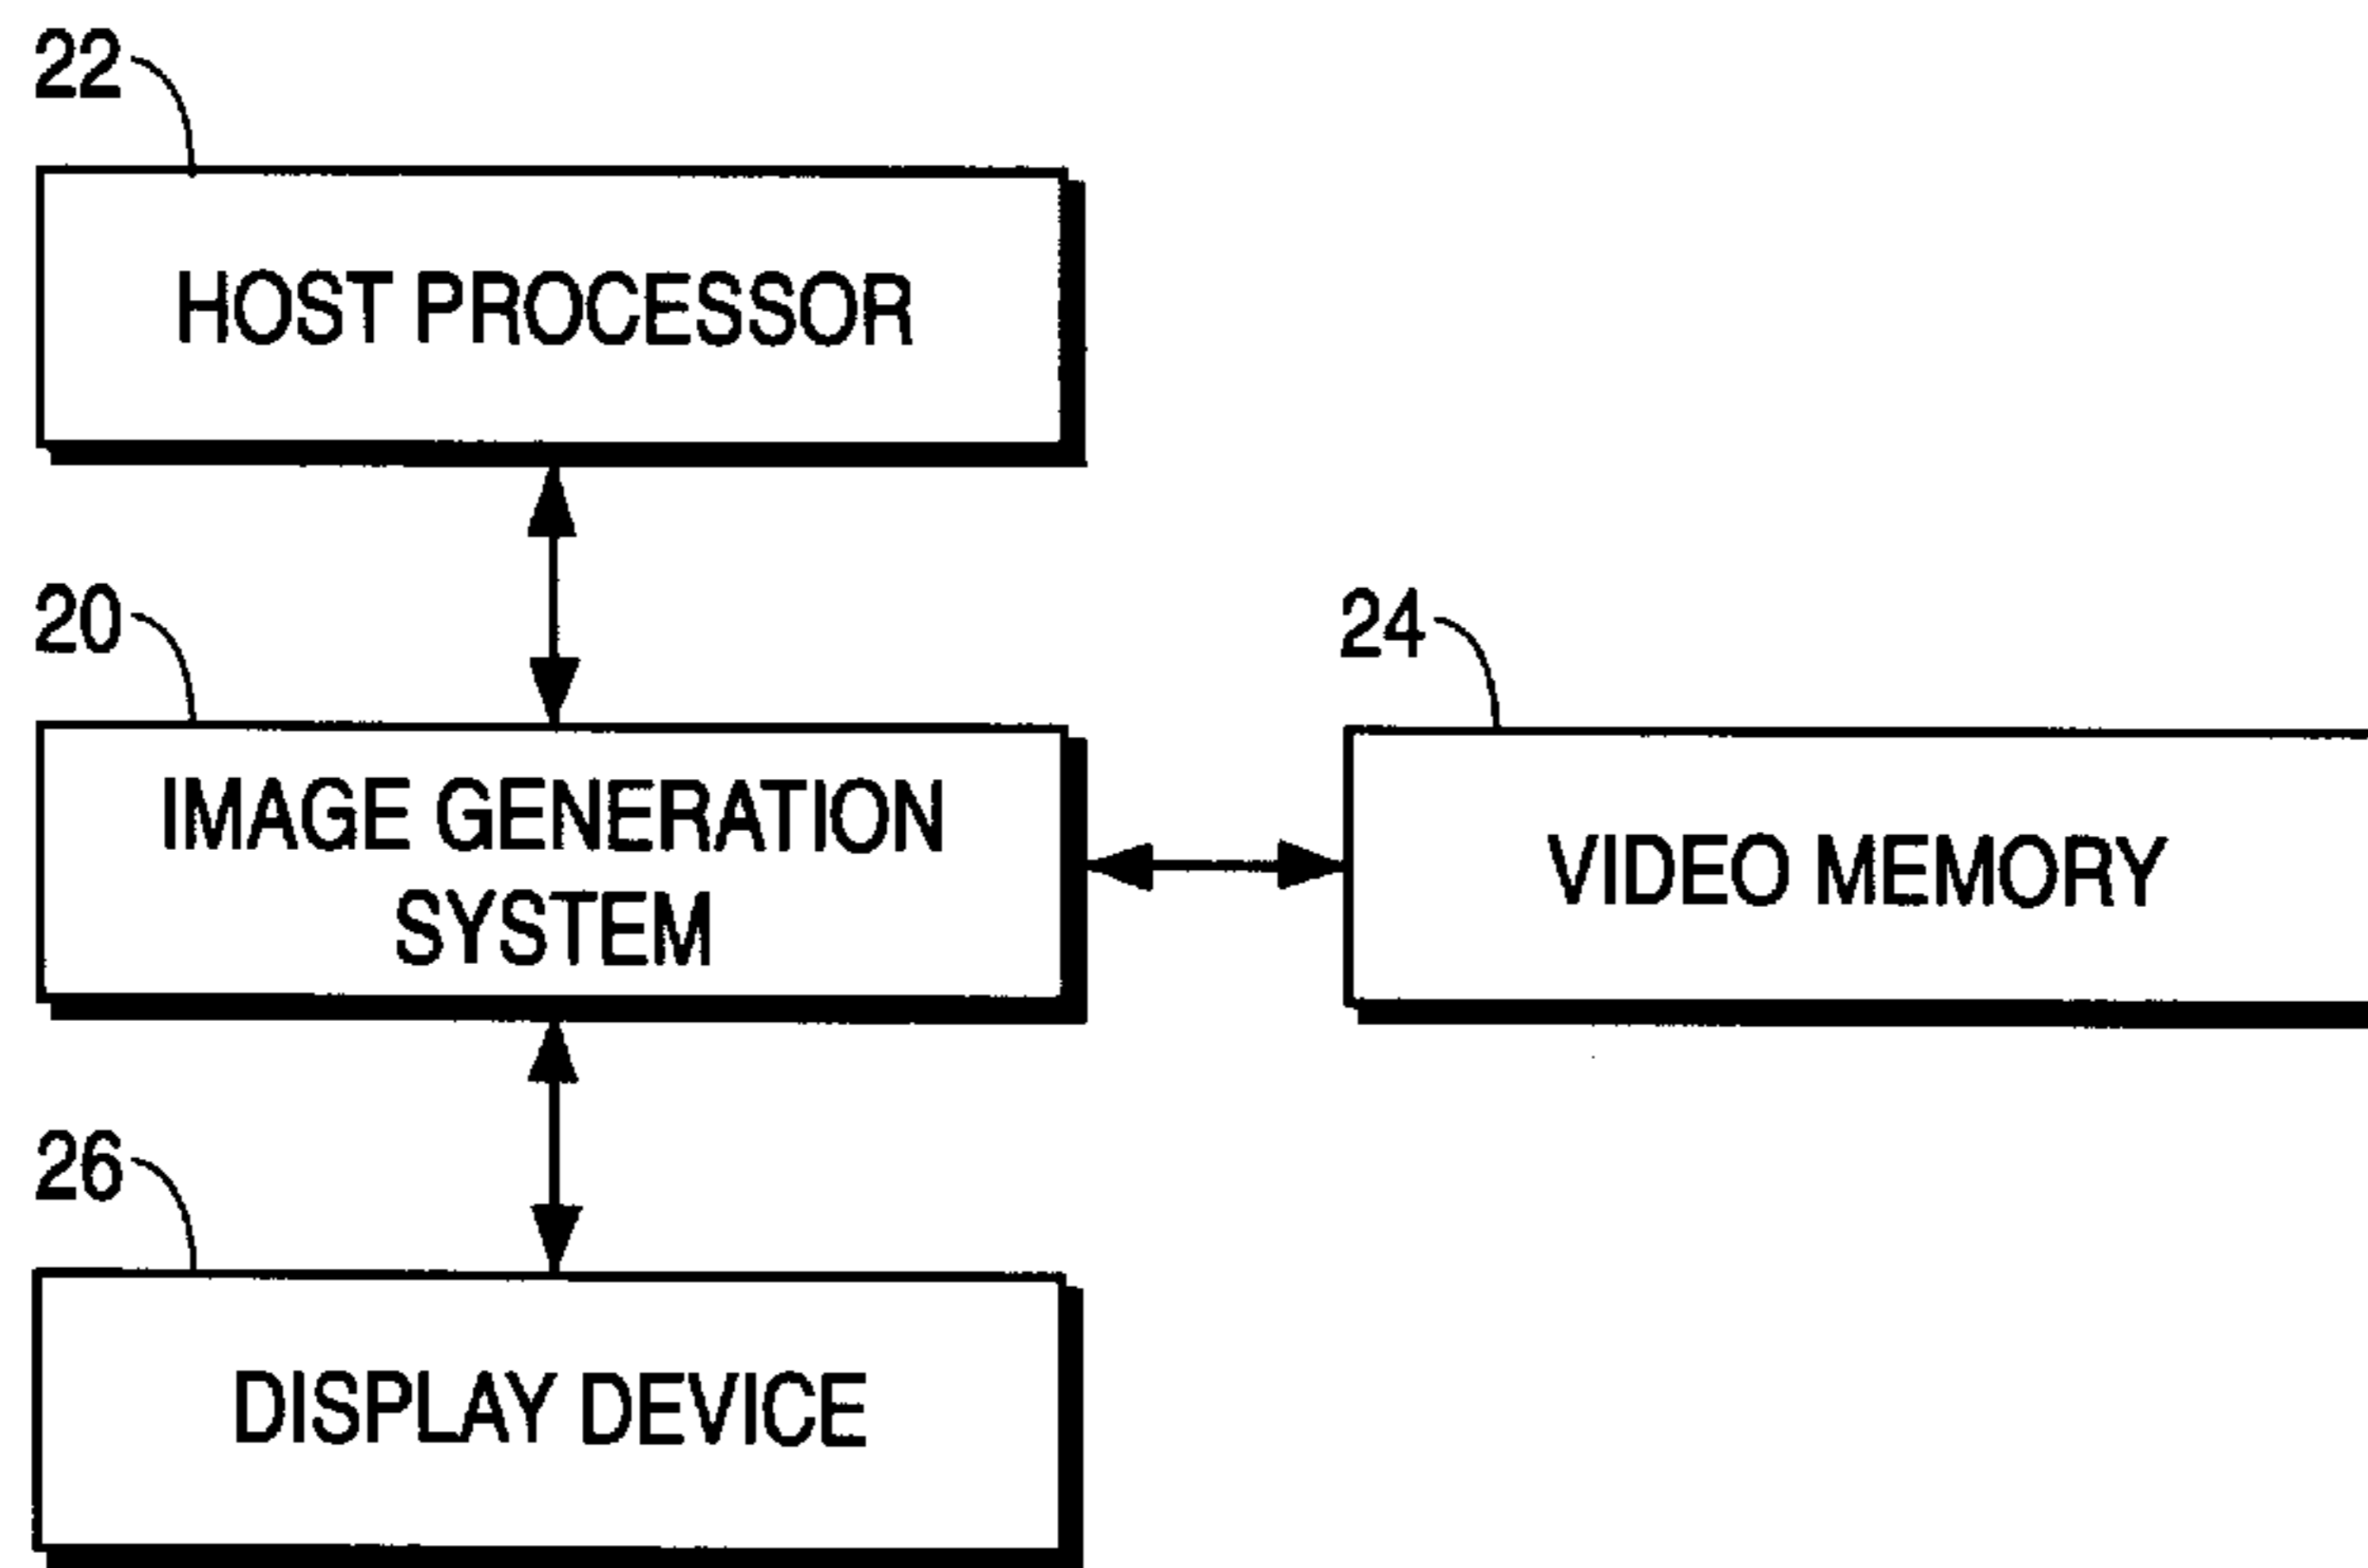 22
HOST PROCESSOR
20
24
IMAGE GENERATION
SYSTEM
VIDEO MEMORY
26
DISPLAY DEVICE